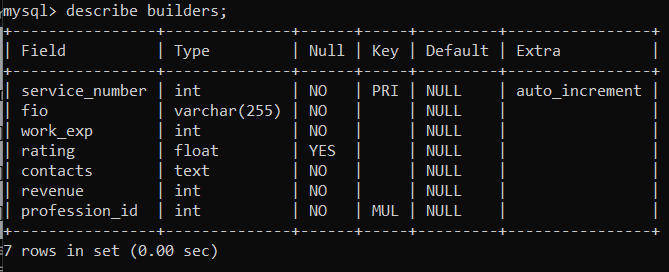 mysql> describe builders;
+----------------+--------------+------+-----+---------+----------------+
| Field          | Type         | Null | Key | Default | Extra          |
+----------------+--------------+------+-----+---------+----------------+
| service_number | int          | NO   | PRI | NULL    | auto_increment |
| fio            | varchar(255) | NO   |     | NULL    |                |
| work_exp       | int          | NO   |     | NULL    |                |
| rating         | float        | YES  |     | NULL    |                |
| contacts       | text         | NO   |     | NULL    |                |
| revenue        | int          | NO   |     | NULL    |                |
| profession_id  | int          | NO   | MUL | NULL    |                |
+----------------+--------------+------+-----+---------+----------------+
7 rows in set (0.00 sec)